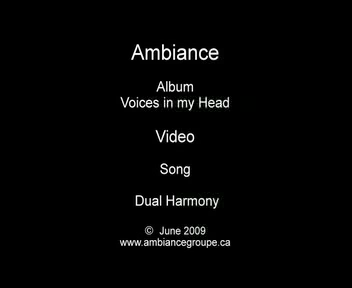 Ambiance
Album
Voices in my Head
Video
Song
Dual Harmony
© June 2009
www.ambiancegroupe.ca